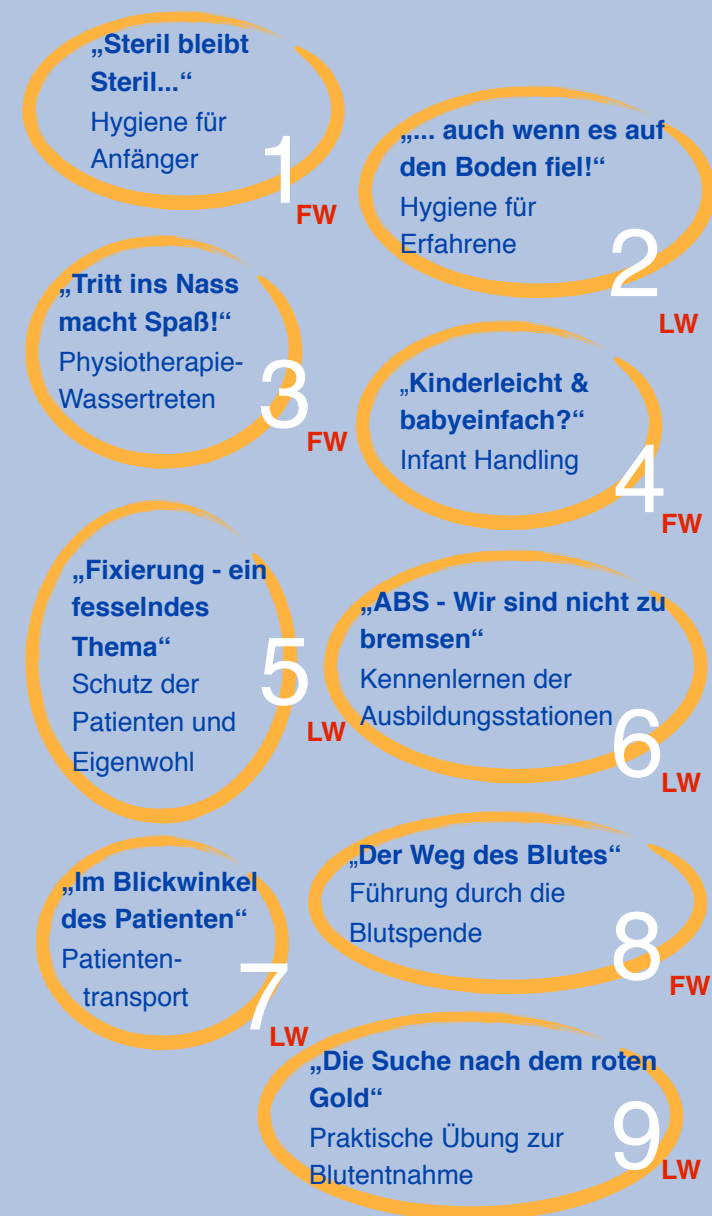 „Steril bleibt
Steril...“
Hygiene für
Anfänger
1
FW
„... auch wenn es auf
den Boden fiel!“
Hygiene für
Erfahrene
2
LW
„Tritt ins Nass
macht Spaß!“
Physiotherapie-
Wassertreten
3
FW
„Kinderleicht &
babyeinfach?“
Infant Handling
4
FW
„Fixierung - ein
fesselndes
Thema“
Schutz der
Patienten und
Eigenwohl
5
LW
„ABS - Wir sind nicht zu
bremsen“
Kennenlernen der
Ausbildungsstationen
6
LW
„Im Blickwinkel
des Patienten“
Patienten-
transport
7
LW
„Der Weg des Blutes“
Führung durch die
Blutspende
8
FW
„Die Suche nach dem roten
Gold“
Praktische Übung zur
Blutentnahme
9
LW